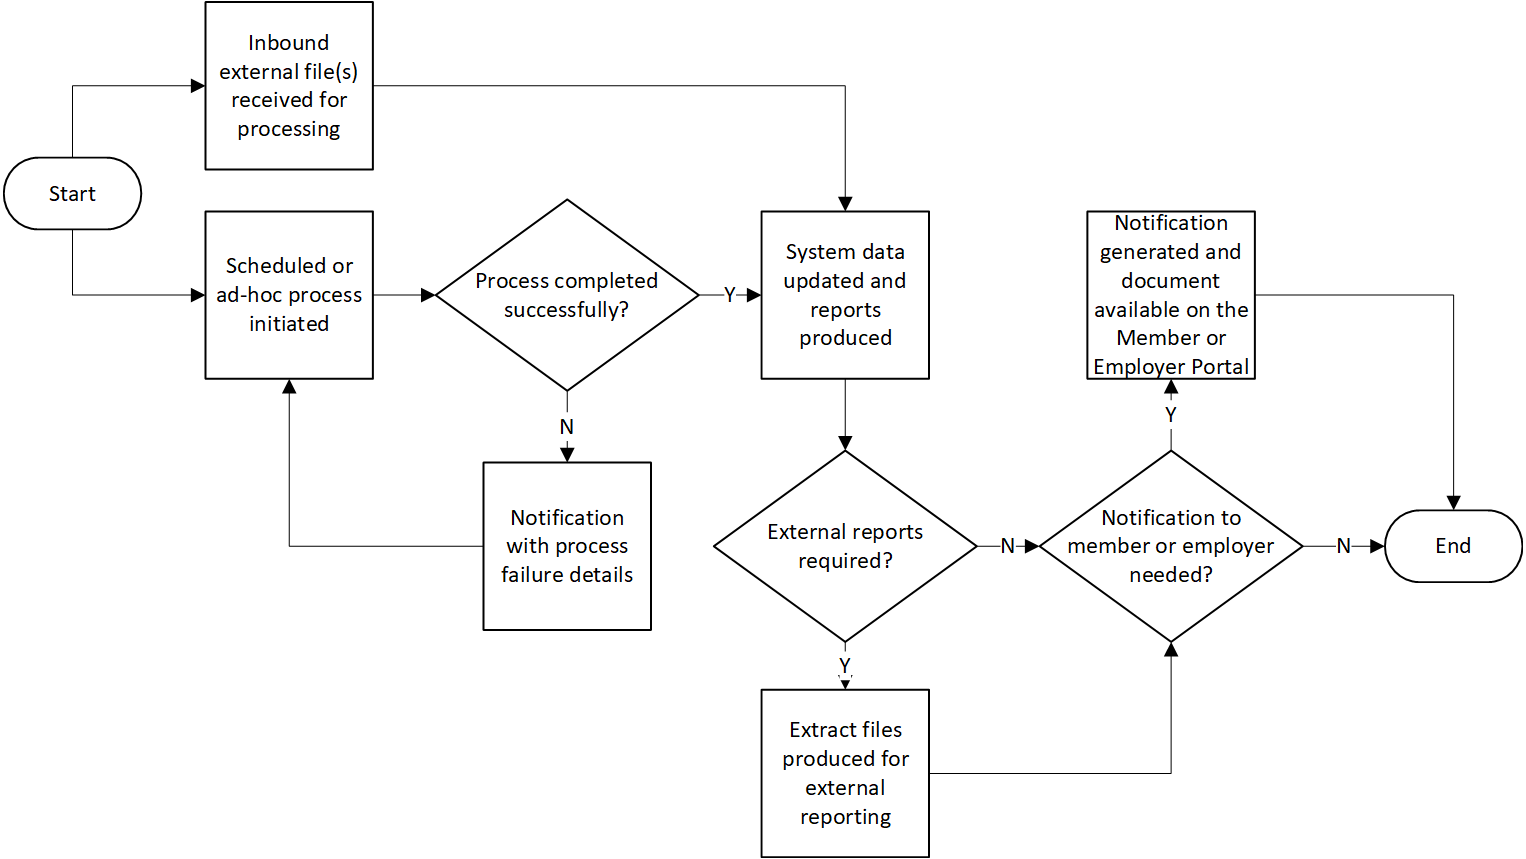 Inbound
external file(s)
received for
processing
Start
Scheduled or
ad-hoc process
initiated
Process completed
successfully?
Y
System data
updated and
reports
produced
Notification
generated and
document
available on the
Member or
Employer Portal
N
Y
Notification
with process
failure details
External reports
required?
N
Notification to
member or employer
needed?
N
End
Y
Extract files
produced for
external
reporting